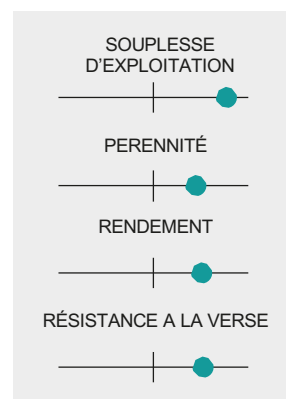 SOUPLESSE
D'EXPLOITATION
PERENNITÉ
RENDEMENT
RÉSISTANCE A LA VERSE